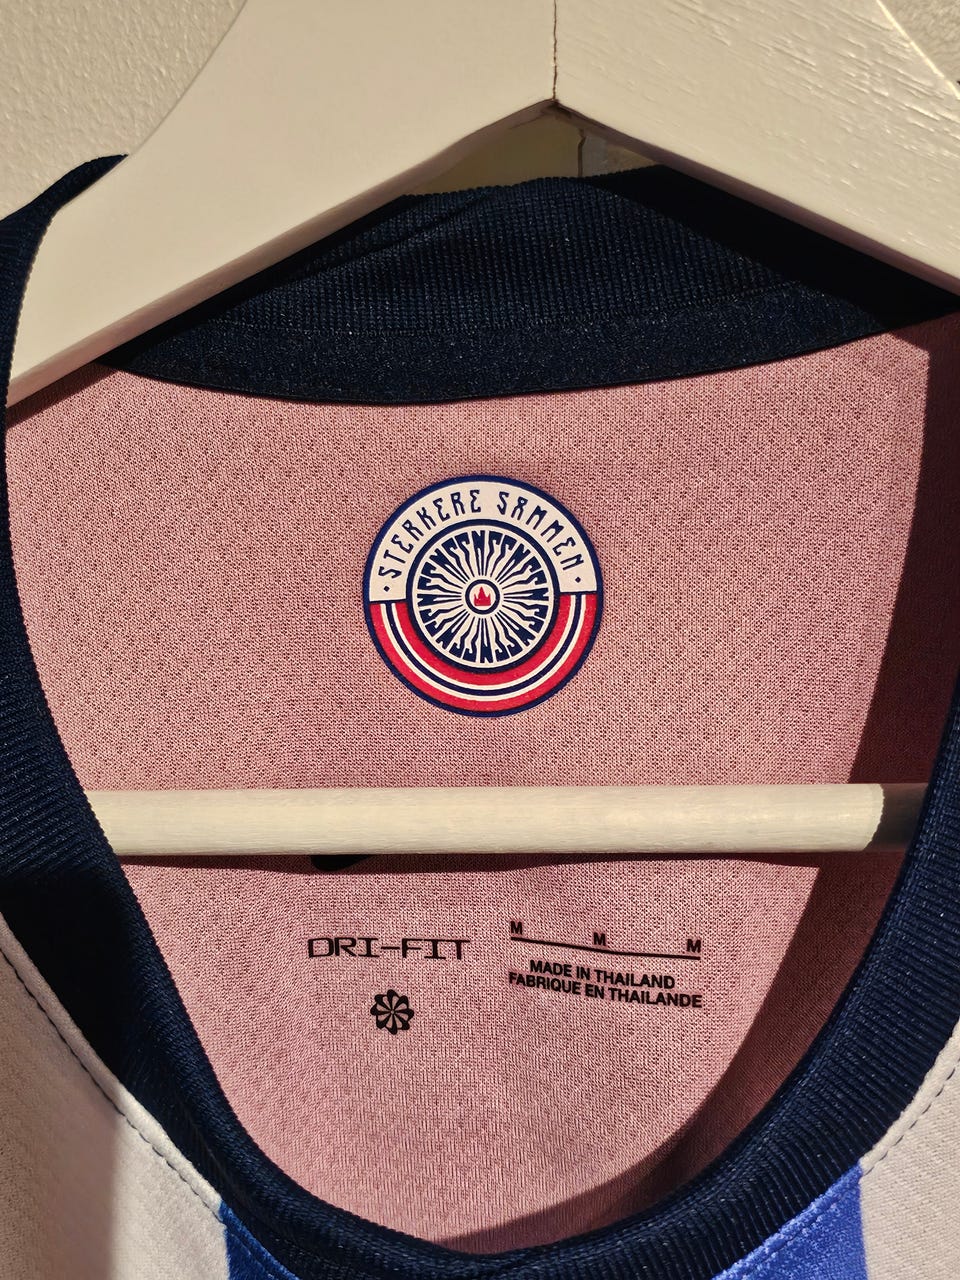 · STERKERE SAMMEN ·
DRI-FIT
M M M
MADE IN THAILAND
FABRIQUE EN THAILANDE